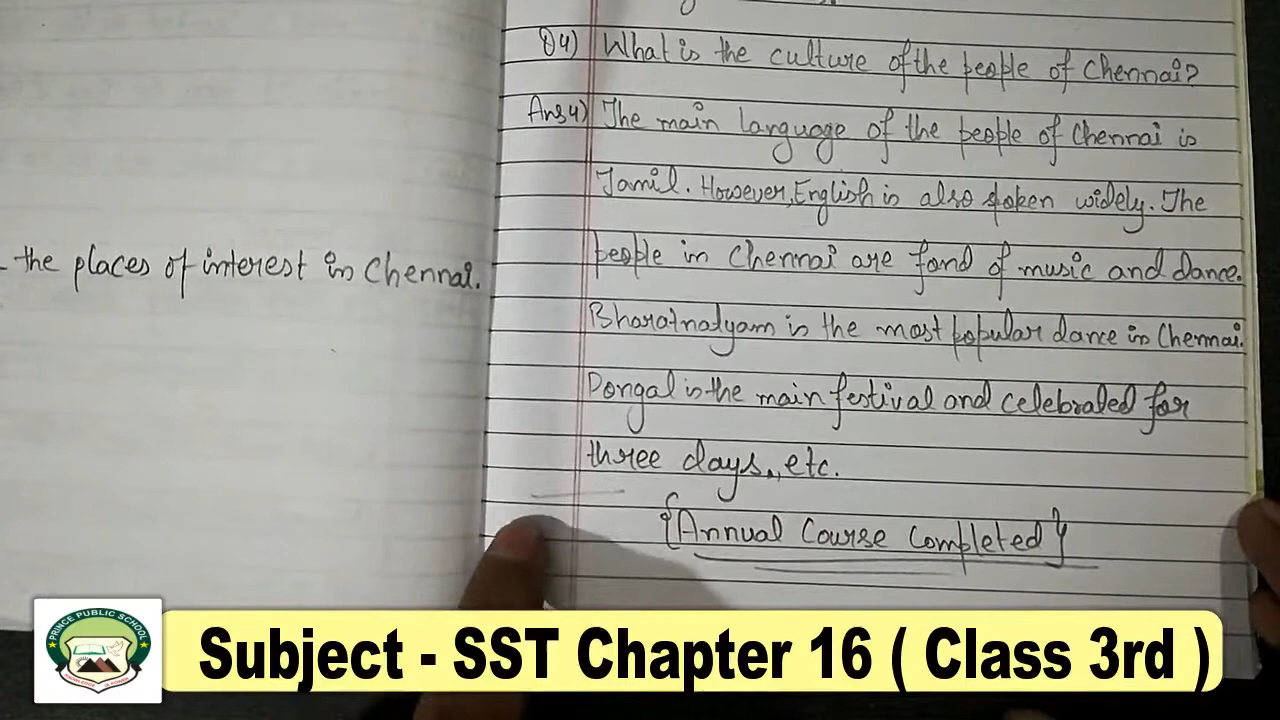 - the places of interest in Chennai.
Q4) What is the culture of the people of Chennai?
Ans4) The main language of the people of Chennai is
Tamil. However, English is also spoken widely. The
people in Chennai are fond of music and dance.
Bharatnatyam is the most popular dance in Chennai.
Pongal is the main festival and celebrated for
three days., etc.
{Annual Course Completed}
PRINCE PUBLIC SCHOOL
KNOWLEDGE IS POWER
Subject - SST Chapter 16 ( Class 3rd )